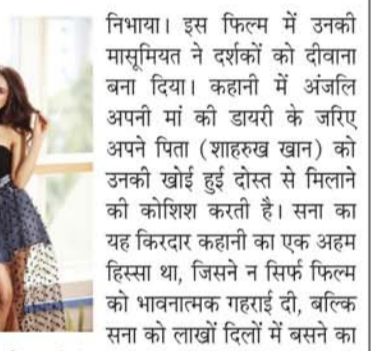 निभाया। इस फिल्म में उनकी
मासूमियत ने दर्शकों को दीवाना
बना दिया। कहानी में अंजलि
अपनी मां की डायरी के जरिए
अपने पिता (शाहरुख खान) को
उनकी खोई हुई दोस्त से मिलाने
की कोशिश करती है। सना का
यह किरदार कहानी का एक अहम
हिस्सा था, जिसने न सिर्फ फिल्म
को भावनात्मक गहराई दी, बल्कि
सना को लाखों दिलों में बसने का